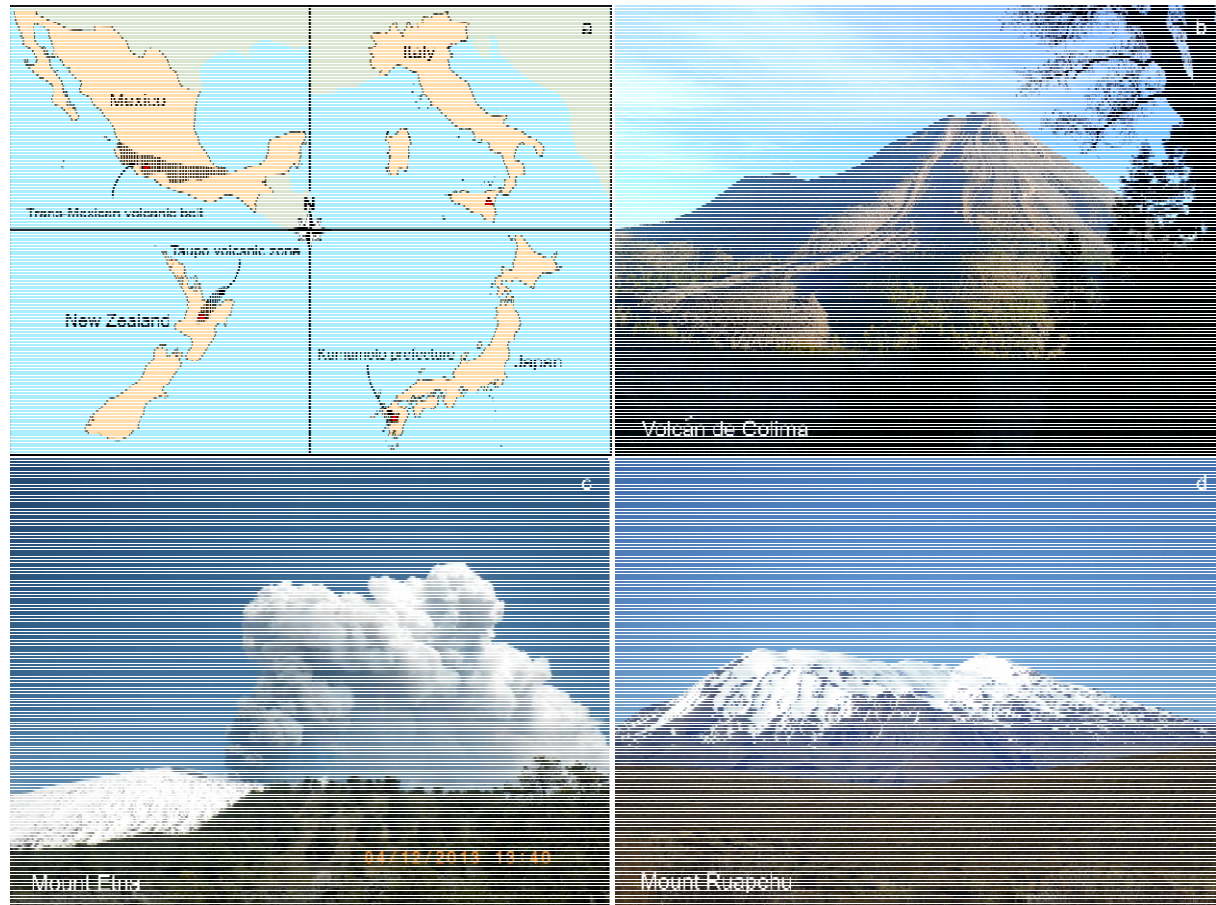 a
Italy
Mexico
Trans-Mexican volcanic belt
N
Taupo volcanic zone
New Zealand
Kumamoto prefecture
Japan
b
Volcán de Colima
c
04/12/2013 13:40
Mount Etna
d
Mount Ruapehu